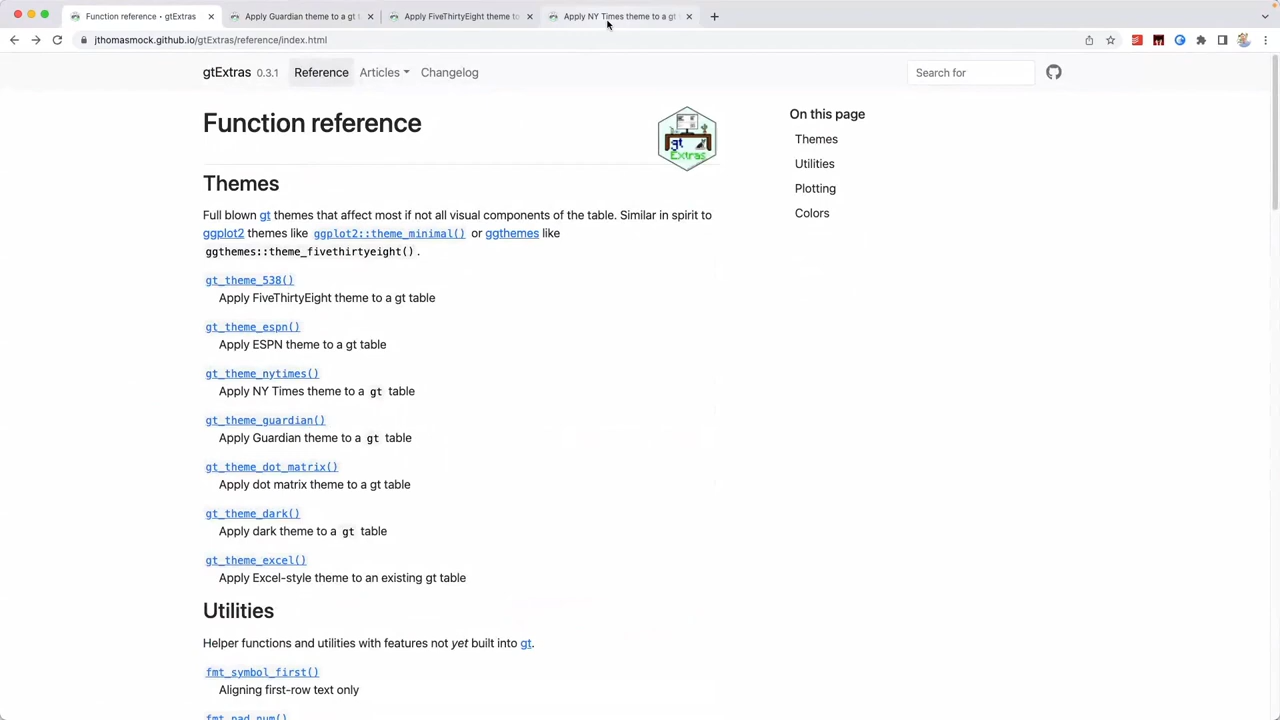 Function reference • gtExtras
Apply Guardian theme to a gt t
Apply FiveThirtyEight theme to
Apply NY Times theme to a gt
jthomasmock.github.io/gtExtras/reference/index.html
gtExtras 0.3.1 Reference Articles Changelog
Search for
Function reference
gt
Extras
On this page
Themes
Utilities
Plotting
Colors
Themes
Full blown gt themes that affect most if not all visual components of the table. Similar in spirit to
ggplot2 themes like ggplot2::theme_minimal() or ggthemes like
ggthemes::theme_fivethirtyeight().
gt_theme_538()
Apply FiveThirtyEight theme to a gt table
gt_theme_espn()
Apply ESPN theme to a gt table
gt_theme_nytimes()
Apply NY Times theme to a gt table
gt_theme_guardian()
Apply Guardian theme to a gt table
gt_theme_dot_matrix()
Apply dot matrix theme to a gt table
gt_theme_dark()
Apply dark theme to a gt table
gt_theme_excel()
Apply Excel-style theme to an existing gt table
Utilities
Helper functions and utilities with features not yet built into gt.
fmt_symbol_first()
Aligning first-row text only
fmt_pad_num()